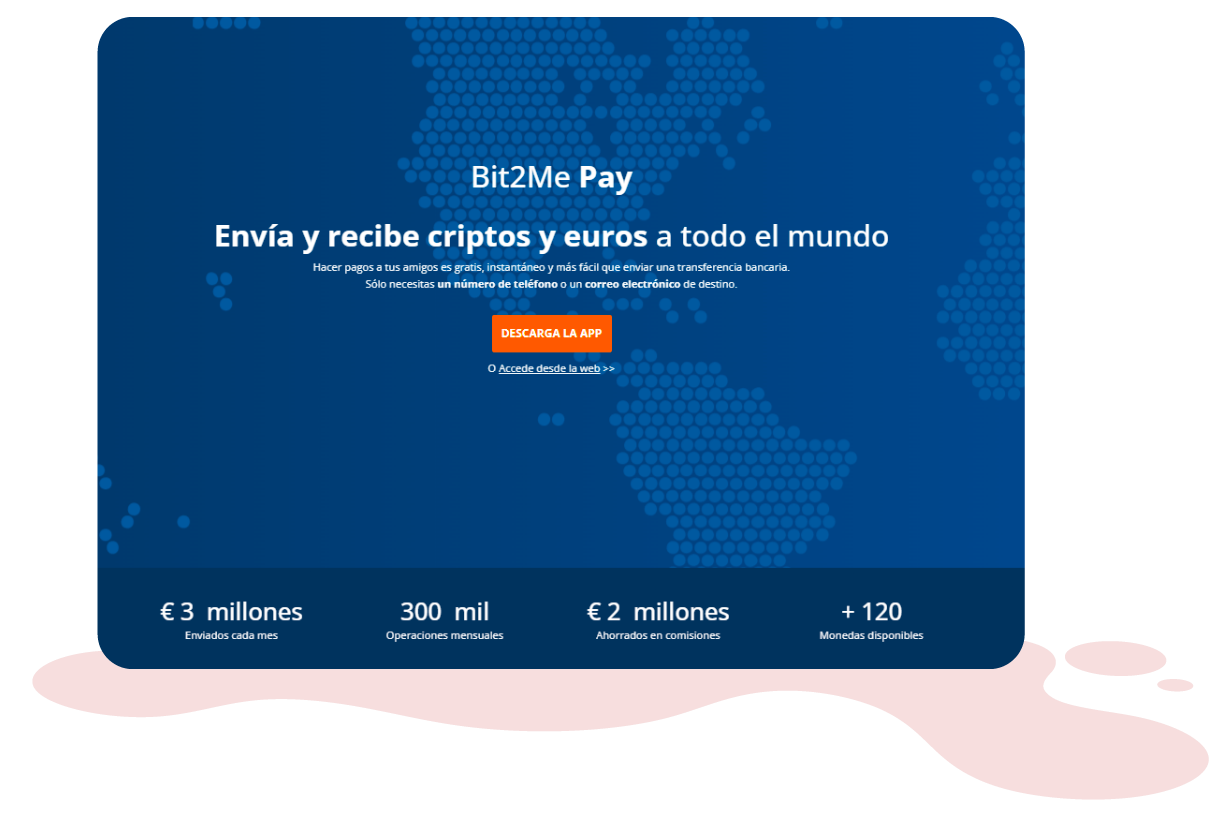 Bit2Me Pay
Envía y recibe criptos y euros a todo el mundo
Hacer pagos a tus amigos es gratis, instantáneo y más fácil que enviar una transferencia bancaria.
Sólo necesitas un número de teléfono o un correo electrónico de destino.
DESCARGA LA APP
O Accede desde la web >>
€ 3 millones
Enviados cada mes
300 mil
Operaciones mensuales
€ 2 millones
Ahorrados en comisiones
+ 120
Monedas disponibles